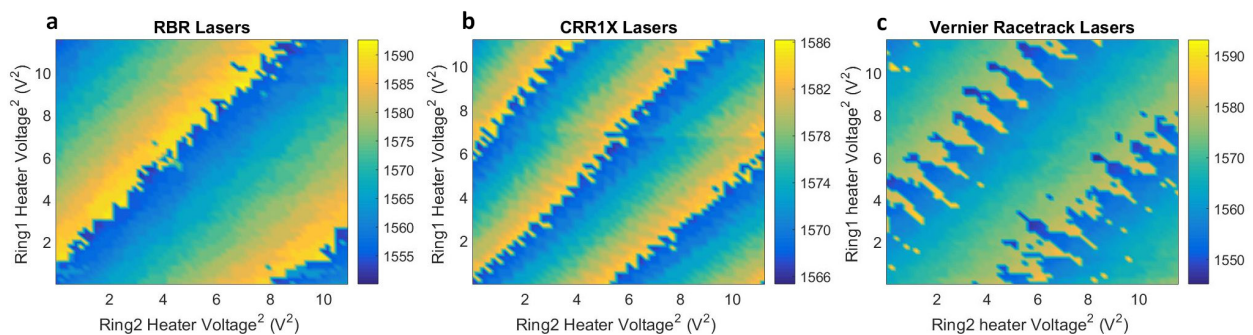 a
RBR Lasers
Ring1 Heater Voltage² (V²)
10
8
6
4
2
2 4 6 8 10
Ring2 Heater Voltage² (V²)
1590
1585
1580
1575
1570
1565
1560
1555
b
CRR1X Lasers
Ring1 Heater Voltage² (V²)
10
8
6
4
2
2 4 6 8 10
Ring2 Heater Voltage² (V²)
1586
1582
1578
1574
1570
1566
c
Vernier Racetrack Lasers
Ring1 heater Voltage² (V²)
10
8
6
4
2
2 4 6 8 10
Ring2 heater Voltage² (V²)
1590
1580
1570
1560
1550